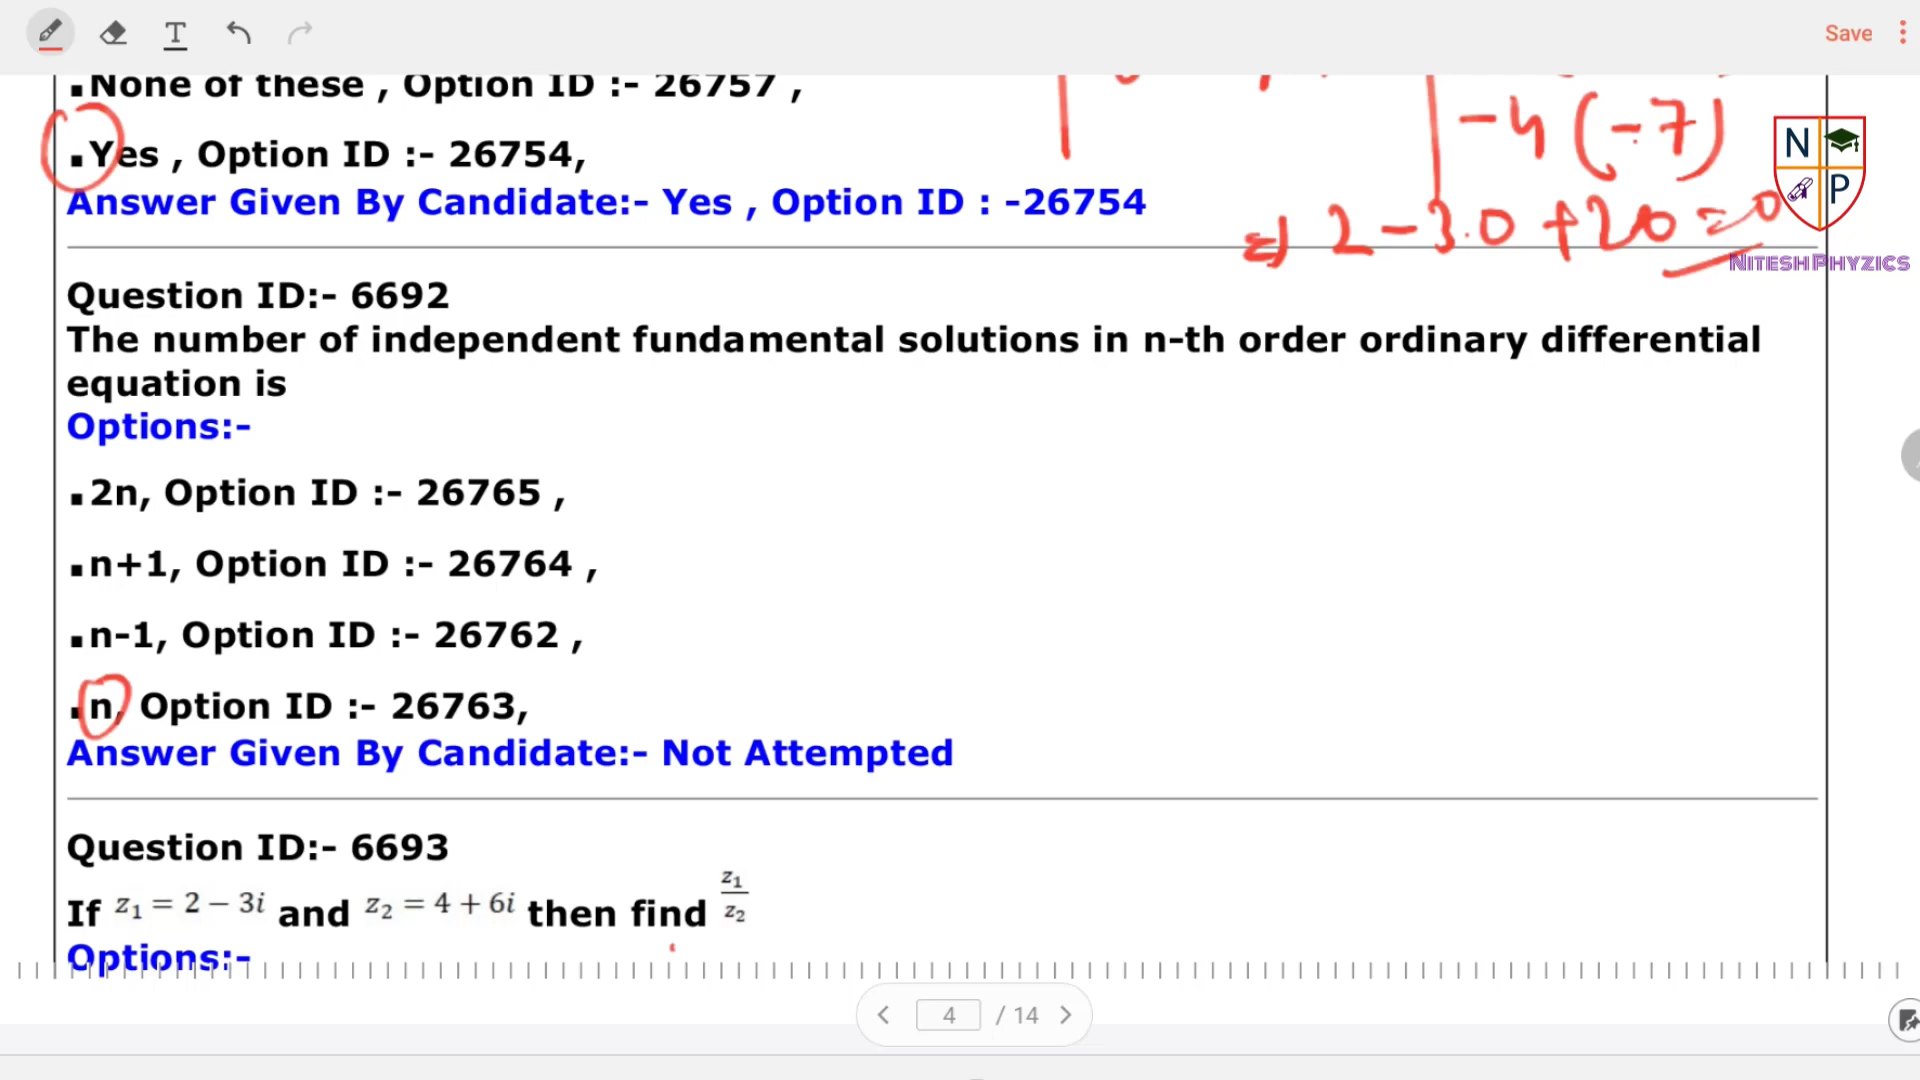 Save
▪None of these , Option ID :- 26757 ,
-4 (-7)
▪Yes , Option ID :- 26754,
N
P
Answer Given By Candidate:- Yes , Option ID : -26754
⇒ 2-30+20=0
NITESHPHYZICS
Question ID:- 6692
The number of independent fundamental solutions in n-th order ordinary differential
equation is
Options:-
▪2n, Option ID :- 26765 ,
▪n+1, Option ID :- 26764 ,
▪n-1, Option ID :- 26762 ,
▪n, Option ID :- 26763,
Answer Given By Candidate:- Not Attempted
Question ID:- 6693
If z₁ = 2 − 3i and z₂ = 4 + 6i then find z₁/z₂
Options:-
4 / 14